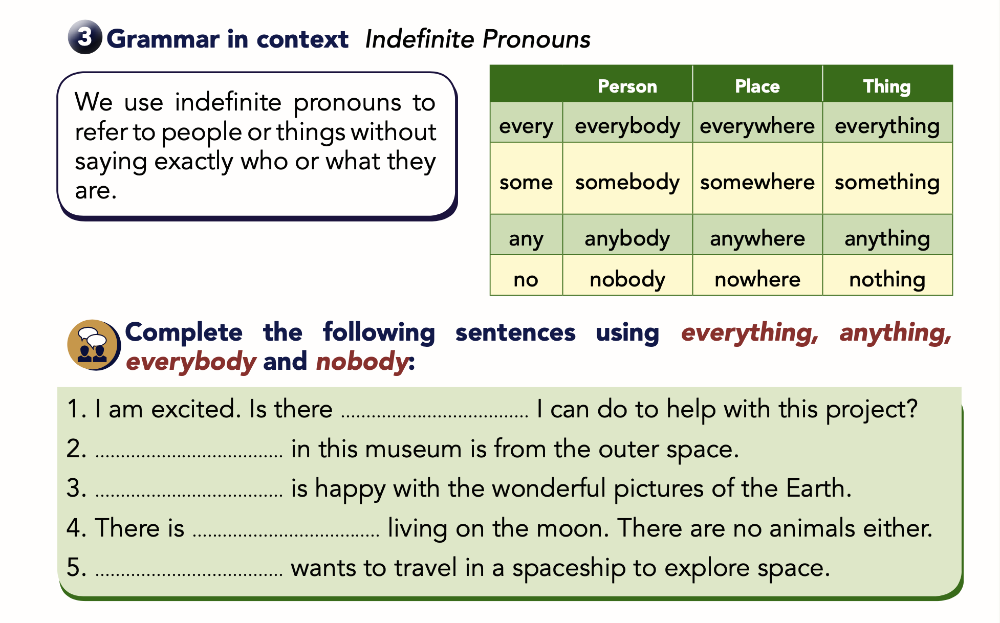 3 Grammar in context Indefinite Pronouns
We use indefinite pronouns to
refer to people or things without
saying exactly who or what they
are.
Person Place Thing
every everybody everywhere everything
some somebody somewhere something
any anybody anywhere anything
no nobody nowhere nothing
Complete the following sentences using everything, anything,
everybody and nobody:
1. I am excited. Is there ..................................... I can do to help with this project?
2. ..................................... in this museum is from the outer space.
3. ..................................... is happy with the wonderful pictures of the Earth.
4. There is ..................................... living on the moon. There are no animals either.
5. ..................................... wants to travel in a spaceship to explore space.